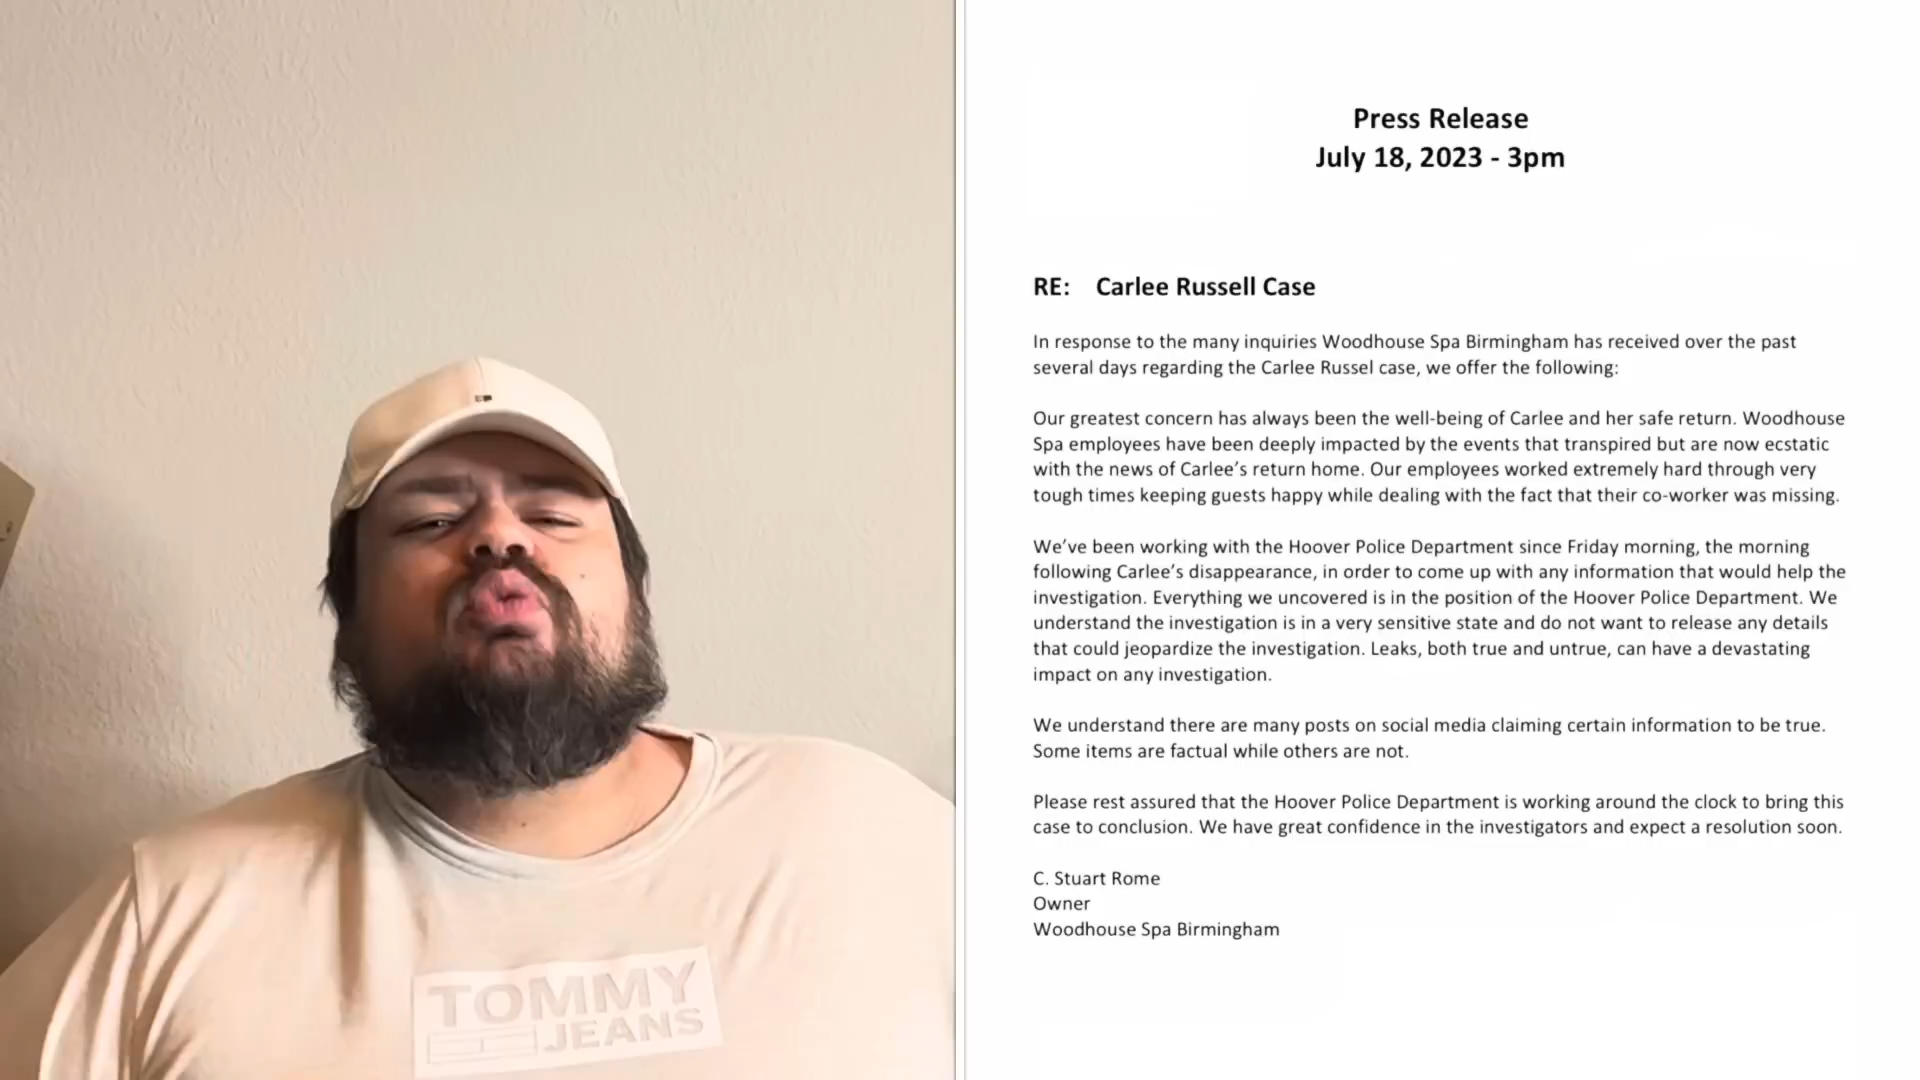 TOMMY
JEANS
Press Release
July 18, 2023 - 3pm
RE: Carlee Russell Case
In response to the many inquiries Woodhouse Spa Birmingham has received over the past
several days regarding the Carlee Russel case, we offer the following:
Our greatest concern has always been the well-being of Carlee and her safe return. Woodhouse
Spa employees have been deeply impacted by the events that transpired but are now ecstatic
with the news of Carlee’s return home. Our employees worked extremely hard through very
tough times keeping guests happy while dealing with the fact that their co-worker was missing.
We’ve been working with the Hoover Police Department since Friday morning, the morning
following Carlee’s disappearance, in order to come up with any information that would help the
investigation. Everything we uncovered is in the position of the Hoover Police Department. We
understand the investigation is in a very sensitive state and do not want to release any details
that could jeopardize the investigation. Leaks, both true and untrue, can have a devastating
impact on any investigation.
We understand there are many posts on social media claiming certain information to be true.
Some items are factual while others are not.
Please rest assured that the Hoover Police Department is working around the clock to bring this
case to conclusion. We have great confidence in the investigators and expect a resolution soon.
C. Stuart Rome
Owner
Woodhouse Spa Birmingham